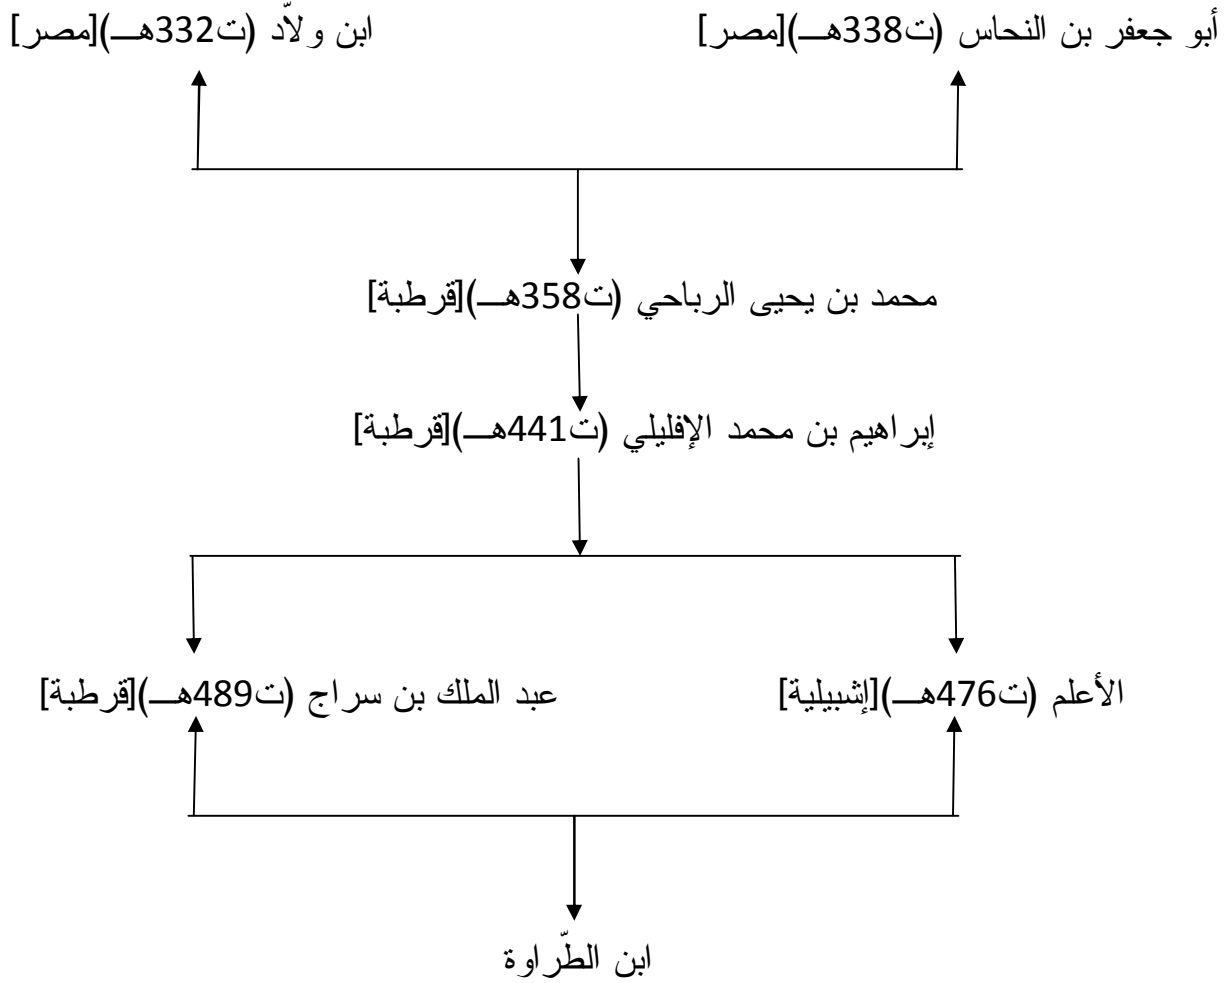 أبو جعفر بن النحاس (ت338هـ)[مصر]
ابن ولاّد (ت332هـ)[مصر]
محمد بن يحيى الرباحي (ت358هـ)[قرطبة]
إبراهيم بن محمد الإفليلي (ت441هـ)[قرطبة]
الأعلم (ت476هـ)[إشبيلية]
عبد الملك بن سراج (ت489هـ)[قرطبة]
ابن الطّراوة